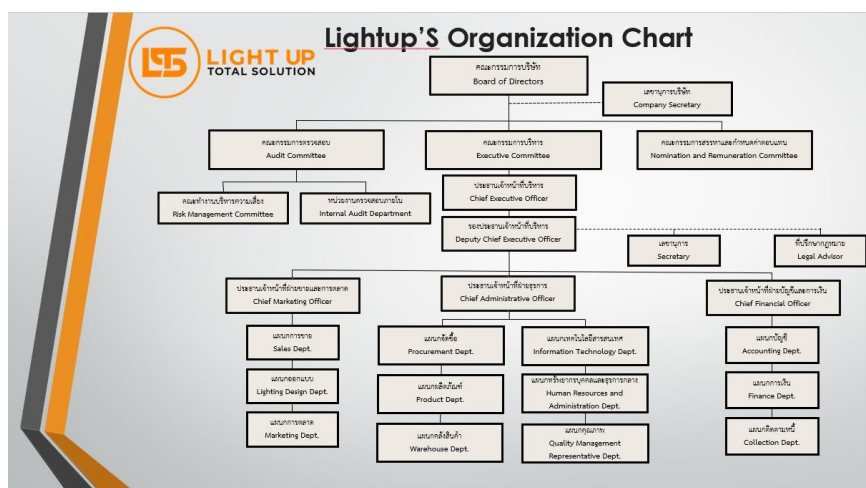 Lightup'S Organization Chart
LTS
LIGHT UP
TOTAL SOLUTION
คณะกรรมการบริษัท
Board of Directors
เลขานุการบริษัท
Company Secretary
คณะกรรมการตรวจสอบ
Audit Committee
คณะกรรมการบริหาร
Executive Committee
คณะกรรมการสรรหาและกำหนดค่าตอบแทน
Nomination and Remuneration Committee
คณะทำงานบริหารความเสี่ยง
Risk Management Committee
หน่วยงานตรวจสอบภายใน
Internal Audit Department
ประธานเจ้าหน้าที่บริหาร
Chief Executive Officer
รองประธานเจ้าหน้าที่บริหาร
Deputy Chief Executive Officer
เลขานุการ
Secretary
ที่ปรึกษากฎหมาย
Legal Advisor
ประธานเจ้าหน้าที่ฝ่ายขายและการตลาด
Chief Marketing Officer
ประธานเจ้าหน้าที่ฝ่ายธุรการ
Chief Administrative Officer
ประธานเจ้าหน้าที่ฝ่ายบัญชีและการเงิน
Chief Financial Officer
แผนกการขาย
Sales Dept.
แผนกจัดซื้อ
Procurement Dept.
แผนกเทคโนโลยีสารสนเทศ
Information Technology Dept.
แผนกบัญชี
Accounting Dept.
แผนกออกแบบ
Lighting Design Dept.
แผนกผลิตภัณฑ์
Product Dept.
แผนกทรัพยากรบุคคลและธุรการกลาง
Human Resources and
Administration Dept.
แผนกการเงิน
Finance Dept.
แผนกการตลาด
Marketing Dept.
แผนกคลังสินค้า
Warehouse Dept.
แผนกคุณภาพ
Quality Management
Representative Dept.
แผนกติดตามหนี้
Collection Dept.